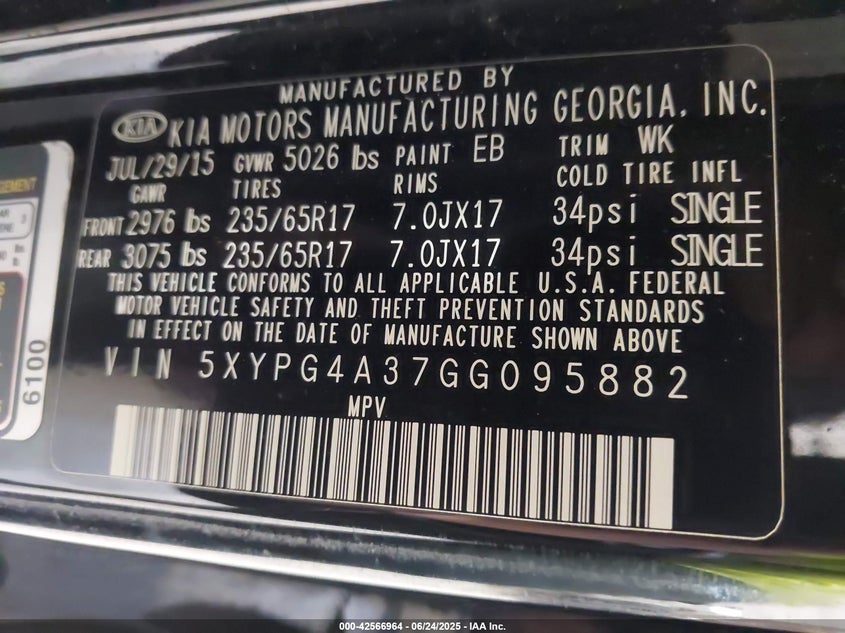 MANUFACTURED BY
KIA KIA MOTORS MANUFACTURING GEORGIA, INC.
JUL/29/15 GVWR 5026 lbs PAINT EB TRIM WK
GAWR TIRES RIMS COLD TIRE INFL
FRONT 2976 lbs 235/65R17 7.0JX17 34psi SINGLE
REAR 3075 lbs 235/65R17 7.0JX17 34psi SINGLE
THIS VEHICLE CONFORMS TO ALL APPLICABLE U.S.A. FEDERAL
MOTOR VEHICLE SAFETY AND THEFT PREVENTION STANDARDS
IN EFFECT ON THE DATE OF MANUFACTURE SHOWN ABOVE
VIN 5XYPG4A37GG095882
MPV
6100
000-42566964 - 06/24/2025 - IAA Inc.